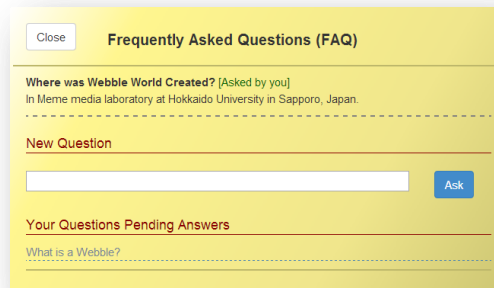 Close
Frequently Asked Questions (FAQ)
Where was Webble World Created? [Asked by you]
In Meme media laboratory at Hokkaido University in Sapporo, Japan.
New Question
Ask
Your Questions Pending Answers
What is a Webble?